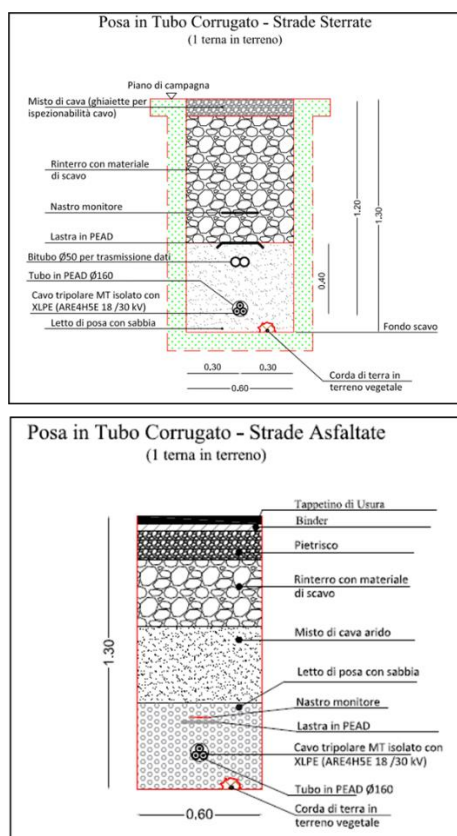 Posa in Tubo Corrugato - Strade Sterrate
(1 terna in terreno)
Piano di campagna
Misto di cava (ghiaiette per
ispezionabilità cavo)
Rinterro con materiale
di scavo
Nastro monitore
Lastra in PEAD
Bitubo Ø50 per trasmissione dati
Tubo in PEAD Ø160
Cavo tripolare MT isolato con
XLPE (ARE4H5E 18 /30 kV)
Letto di posa con sabbia
1.20
1.30
0,40
Fondo scavo
0.30
0.30
0.60
Corda di terra in
terreno vegetale
Posa in Tubo Corrugato - Strade Asfaltate
(1 terna in terreno)
Tappetino di Usura
Binder
Pietrisco
Rinterro con materiale
di scavo
Misto di cava arido
1.30
Letto di posa con sabbia
Nastro monitore
Lastra in PEAD
Cavo tripolare MT isolato con
XLPE (ARE4H5E 18 /30 kV)
Tubo in PEAD Ø160
0,60
Corda di terra in
terreno vegetale